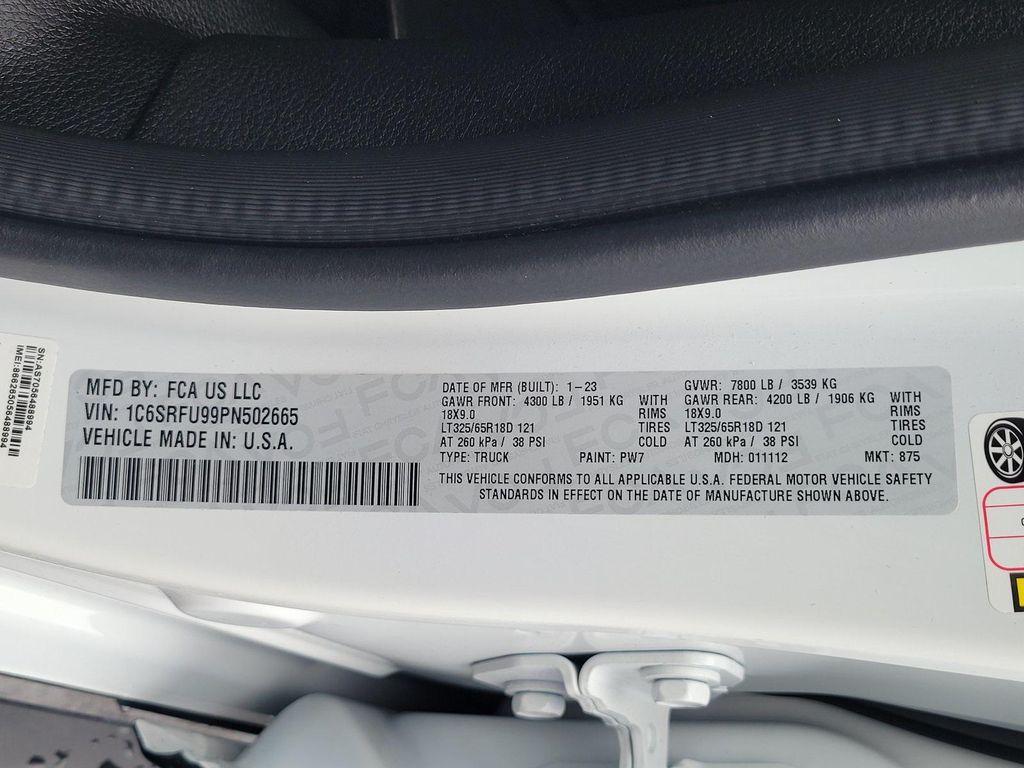 SN:AS7056488994
IMEI:866285056488994
MFD BY: FCA US LLC
VIN: 1C6SRFU99PN502665
VEHICLE MADE IN: U.S.A.
DATE OF MFR (BUILT): 1-23
GVWR: 7800 LB / 3539 KG
GAWR FRONT: 4300 LB / 1951 KG WITH
18X9.0 RIMS
LT325/65R18D 121 TIRES
AT 260 kPa / 38 PSI COLD
GAWR REAR: 4200 LB / 1906 KG WITH
18X9.0 RIMS
LT325/65R18D 121 TIRES
AT 260 kPa / 38 PSI COLD
TYPE: TRUCK PAINT: PW7 MDH: 011112 MKT: 875
THIS VEHICLE CONFORMS TO ALL APPLICABLE U.S.A. FEDERAL MOTOR VEHICLE SAFETY
STANDARDS IN EFFECT ON THE DATE OF MANUFACTURE SHOWN ABOVE.